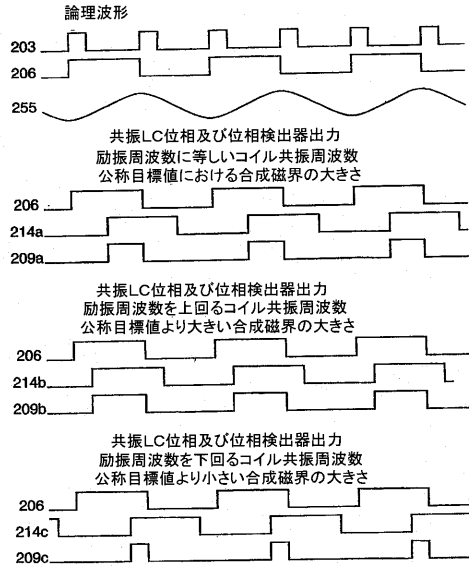 論理波形
203
206
255
共振LC位相及び位相検出器出力
励振周波数に等しいコイル共振周波数
公称目標値における合成磁界の大きさ
206
214a
209a
共振LC位相及び位相検出器出力
励振周波数を上回るコイル共振周波数
公称目標値より大きい合成磁界の大きさ
206
214b
209b
共振LC位相及び位相検出器出力
励振周波数を下回るコイル共振周波数
公称目標値より小さい合成磁界の大きさ
206
214c
209c